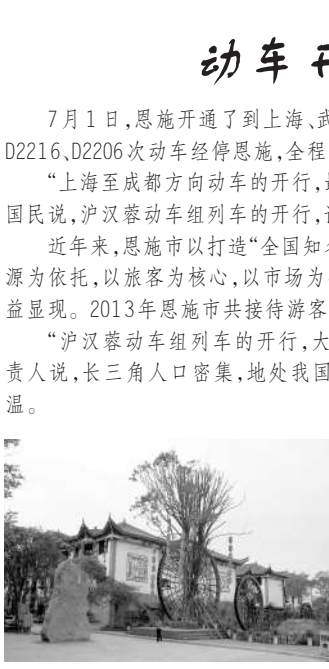 动车
7月1日,恩施开通了到上海、武
D2216、D2206次动车经停恩施,全程
“上海至成都方向动车的开行,
国民说,沪汉蓉动车组列车的开行,
近年来,恩施市以打造“全国知
源为依托,以旅客为核心,以市场为
益显现。2013年恩施市共接待游客
“沪汉蓉动车组列车的开行,大
责人说,长三角人口密集,地处我国
温。